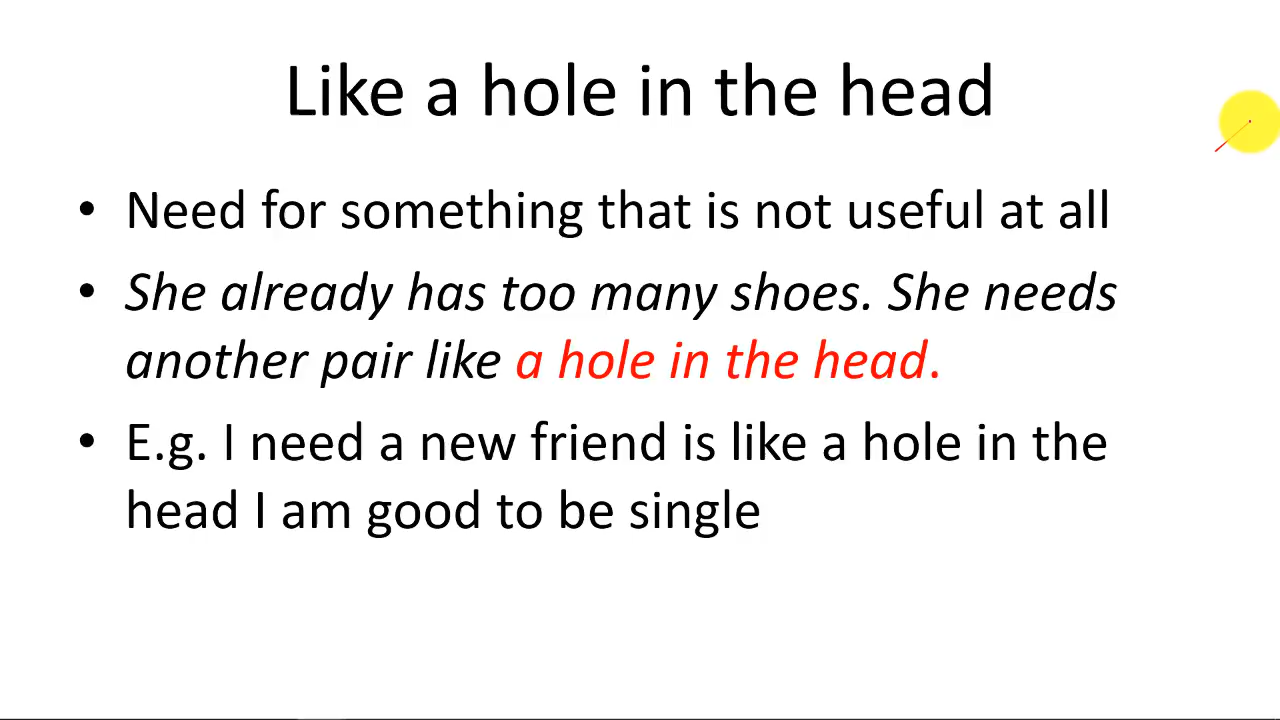 Like a hole in the head
• Need for something that is not useful at all
• She already has too many shoes. She needs
another pair like a hole in the head.
• E.g. I need a new friend is like a hole in the
head I am good to be single